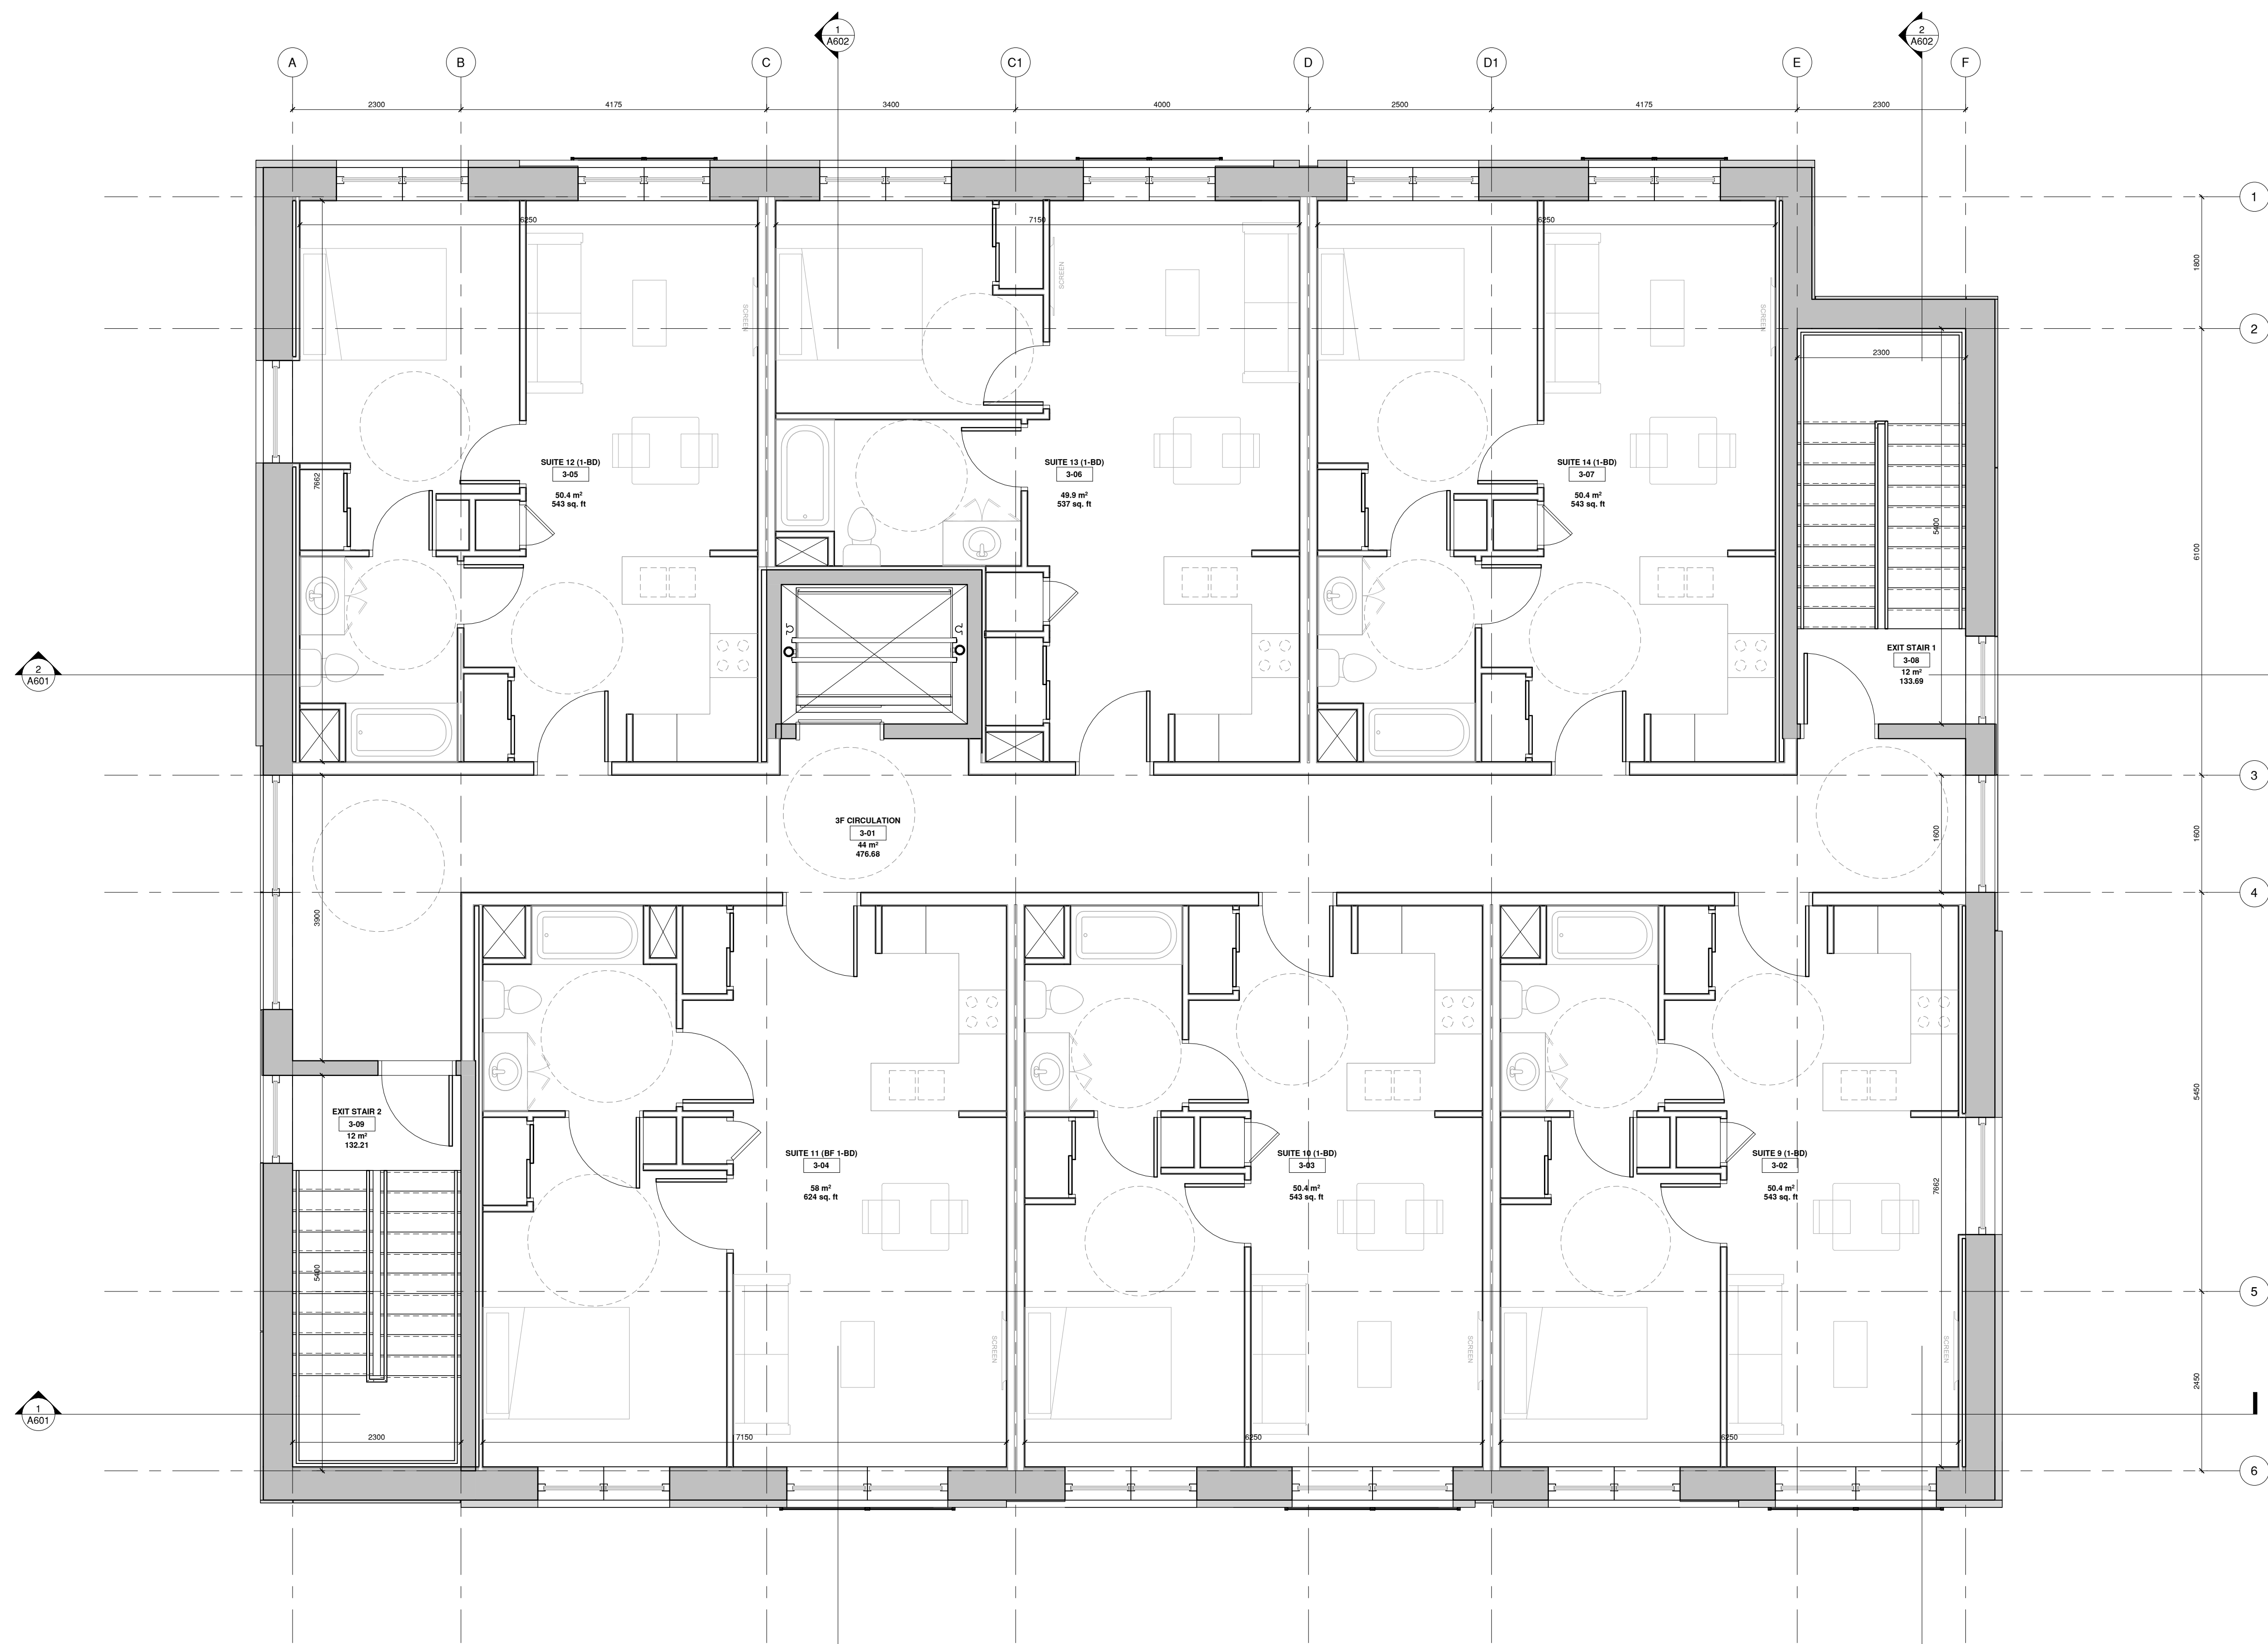 1
A602
2
A602
A
B
C
C1
D
D1
E
F
2300
4175
3400
4000
2500
4175
2300
1
6250
7150
6250
SCREEN
1800
SCREEN
SCREEN
2
2300
SUITE 12 (1-BD)
3-05
50.4 m²
543 sq. ft
7662
SUITE 13 (1-BD)
3-06
49.9 m²
537 sq. ft
SUITE 14 (1-BD)
3-07
50.4 m²
543 sq. ft
5400
6100
EXIT STAIR 1
3-08
12 m²
133.69
2
A601
3
3F CIRCULATION
3-01
44 m²
476.68
1600
1600
4
3900
5450
EXIT STAIR 2
3-09
12 m²
132.21
SUITE 11 (BF 1-BD)
3-04
58 m²
624 sq. ft
SUITE 10 (1-BD)
3-03
50.4 m²
543 sq. ft
SUITE 9 (1-BD)
3-02
50.4 m²
543 sq. ft
7662
5400
5
SCREEN
SCREEN
SCREEN
2450
1
A601
2300
7150
6250
6250
6